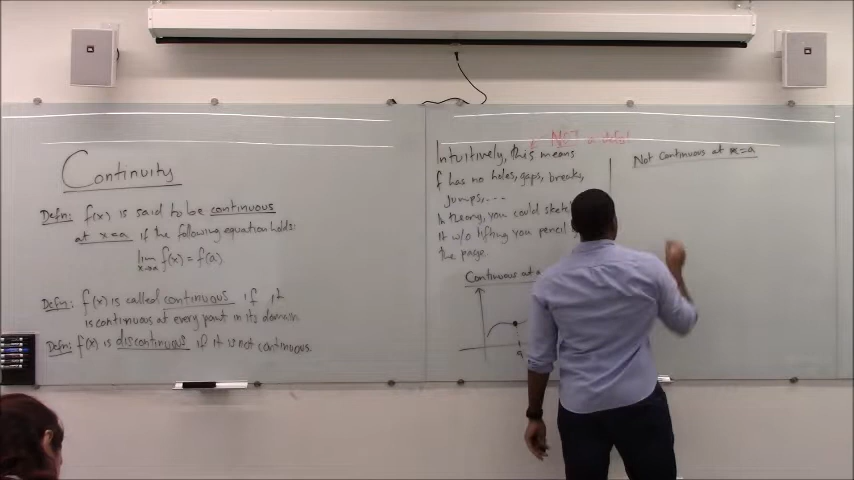 Continuity
Defn: f(x) is said to be continuous
at x=a if the following equation holds:
lim f(x) = f(a)
x→a
Defn: f(x) is called continuous if it
is continuous at every point in its domain.
Defn: f(x) is discontinuous if it is not continuous.
NOT a defn!
Intuitively, this means
f has no holes, gaps, breaks,
jumps,...
In theory, you could sketch
it w/o lifting you pencil
the page.
Continuous at
a
Not Continuous at x=a